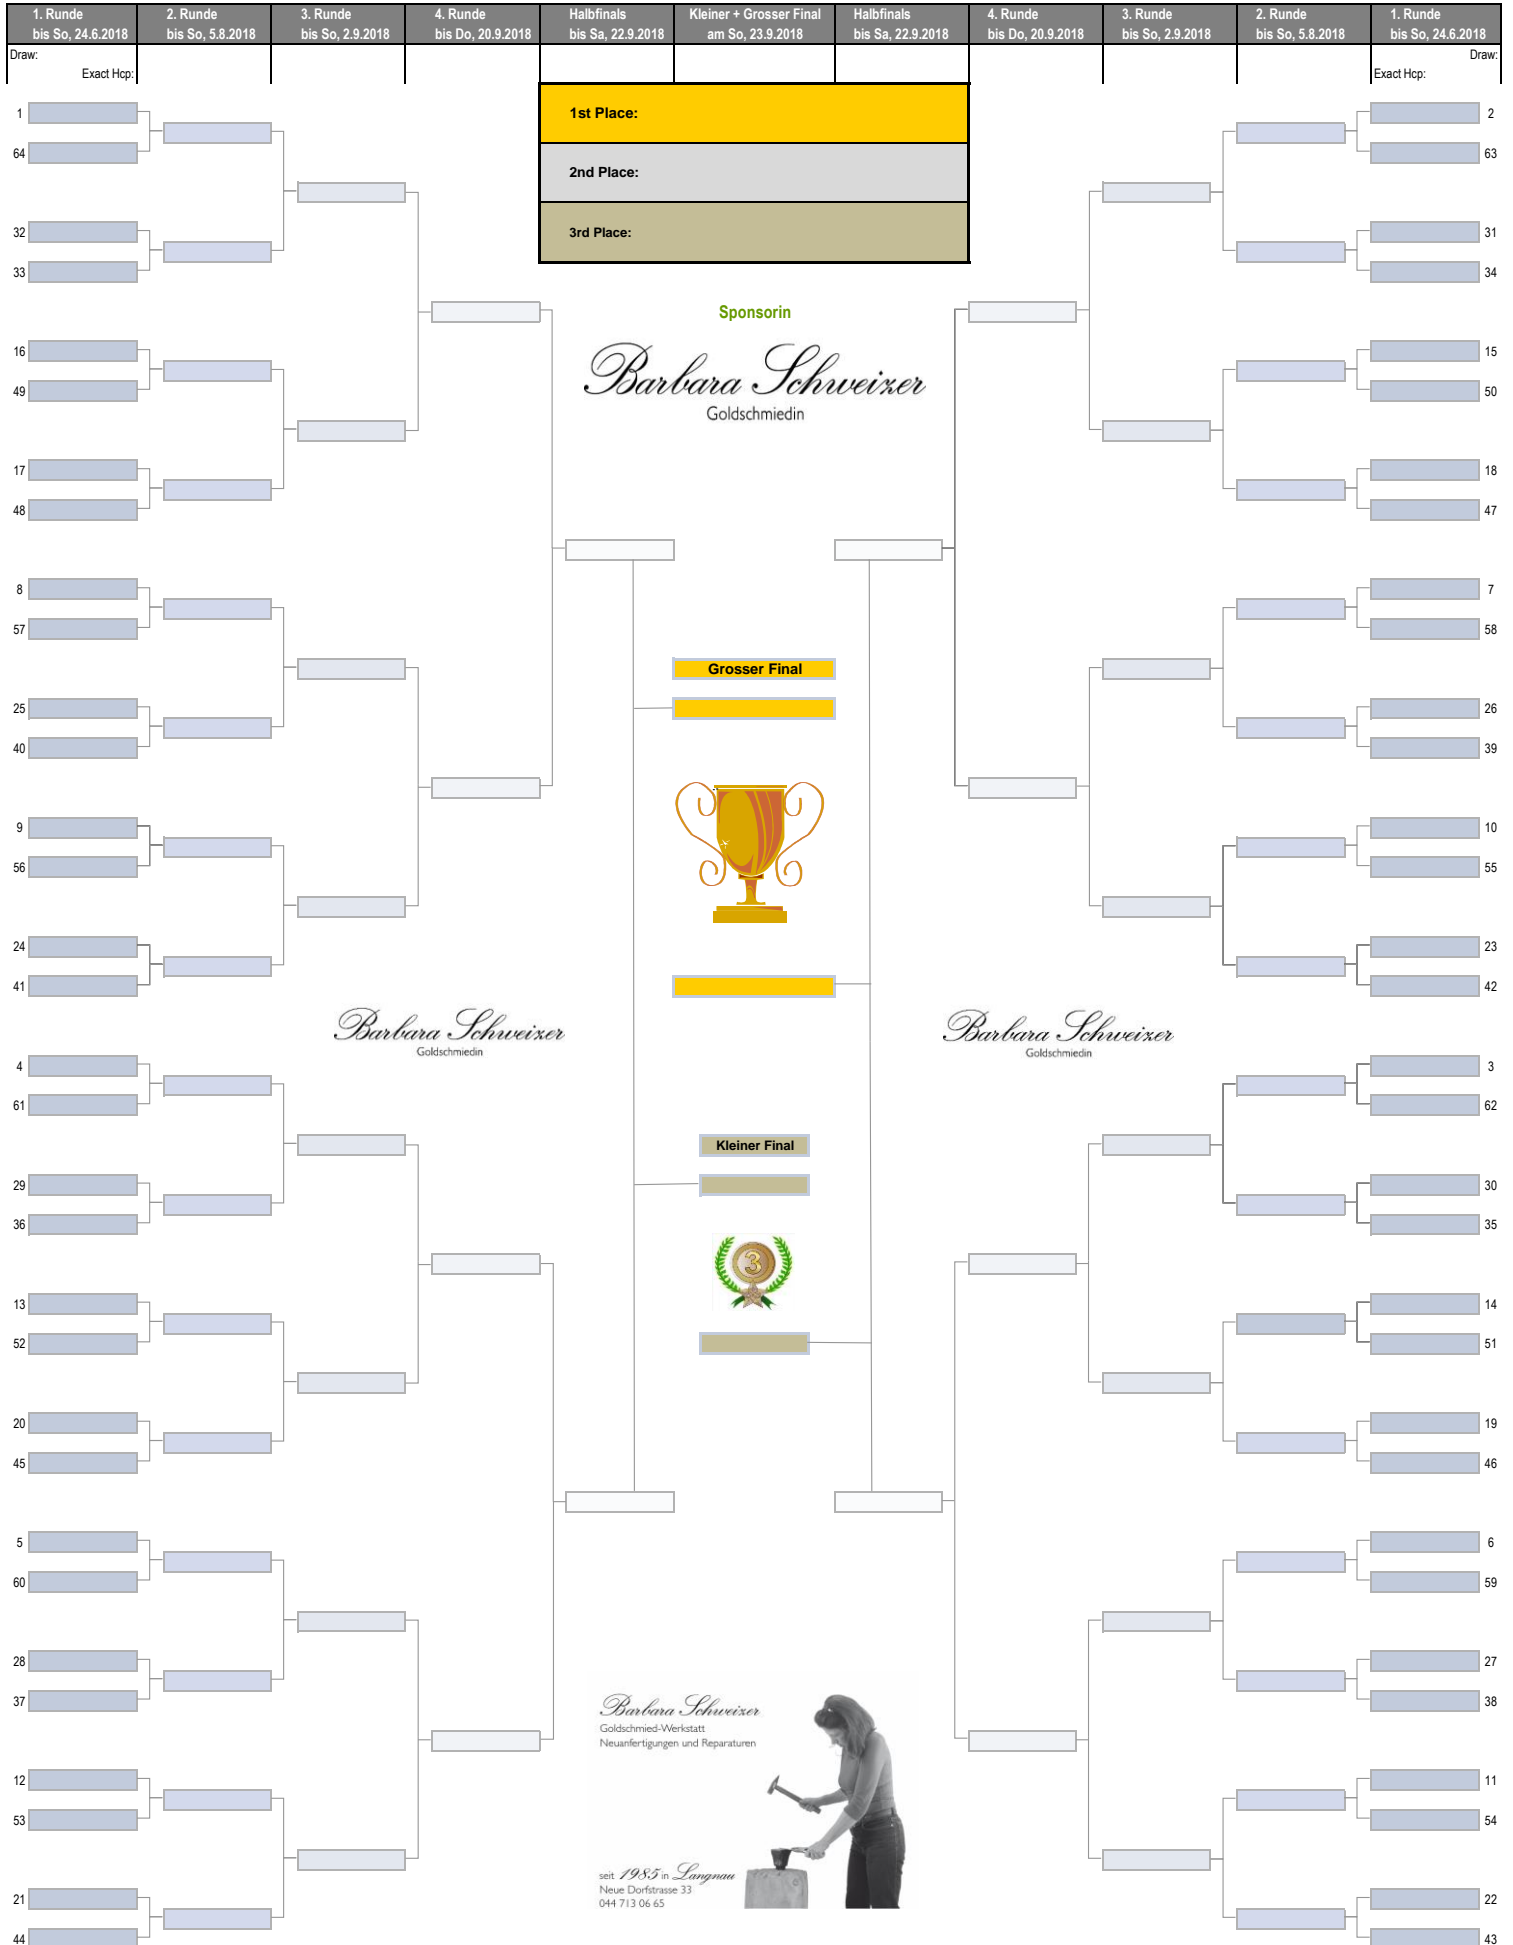 1. Runde
bis So, 24.6.2018
2. Runde
bis So, 5.8.2018
3. Runde
bis So, 2.9.2018
4. Runde
bis Do, 20.9.2018
Halbfinals
bis Sa, 22.9.2018
Kleiner + Grosser Final
am So, 23.9.2018
Halbfinals
bis Sa, 22.9.2018
4. Runde
bis Do, 20.9.2018
3. Runde
bis So, 2.9.2018
2. Runde
bis So, 5.8.2018
1. Runde
bis So, 24.6.2018
Draw:
Exact Hcp:
Draw:
Exact Hcp:
1st Place:
2nd Place:
3rd Place:
Sponsorin
Barbara Schweizer
Goldschmiedin
1
64
32
33
16
49
17
48
8
57
25
40
9
56
24
41
4
61
29
36
13
52
20
45
5
60
28
37
12
53
21
44
Grosser Final
Barbara Schweizer
Goldschmiedin
Barbara Schweizer
Goldschmiedin
Kleiner Final
3
Barbara Schweizer
Goldschmied-Werkstatt
Neuanfertigungen und Reparaturen
seit 1985 in Langnau
Neue Dorfstrasse 33
044 713 06 65
2
63
31
34
15
50
18
47
7
58
26
39
10
55
23
42
3
62
30
35
14
51
19
46
6
59
27
38
11
54
22
43